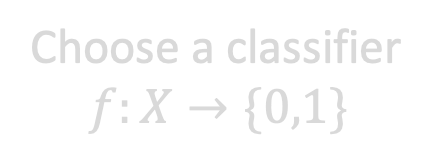 Choose a classifier
f: X → {0,1}